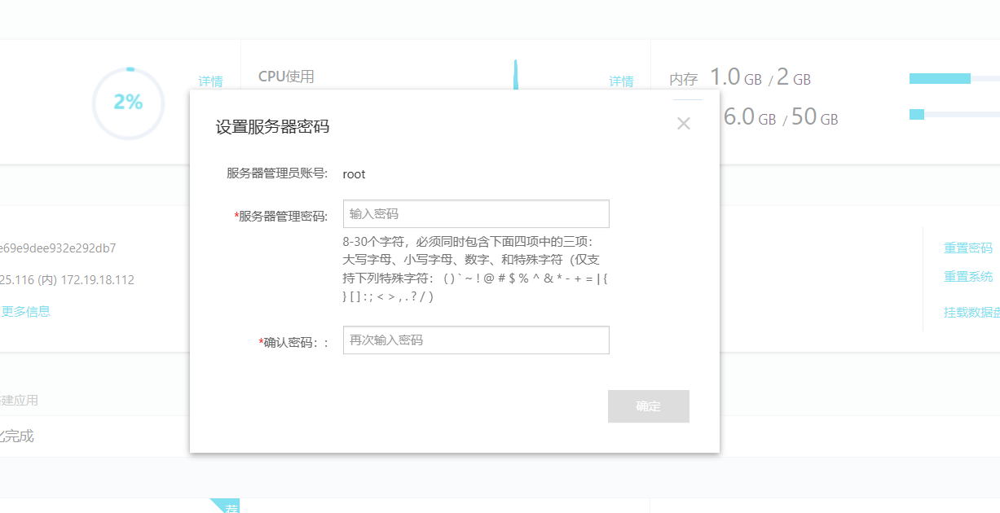 2%
详情
CPU使用
详情
内存 1.0 GB / 2 GB
6.0 GB / 50 GB
设置服务器密码
服务器管理员账号:
root
*服务器管理密码:
输入密码
8-30个字符，必须同时包含下面四项中的三项：
大写字母、小写字母、数字、和特殊字符（仅支
持下列特殊字符： ( ) ` ~ ! @ # $ % ^ & * - + = | {
} [ ] : ; < > , . ? / )
*确认密码：:
再次输入密码
确定
e69e9dee932e292db7
25.116 (内) 172.19.18.112
更多信息
重置密码
重置系统
挂载数据盘
建应用
化完成
荐